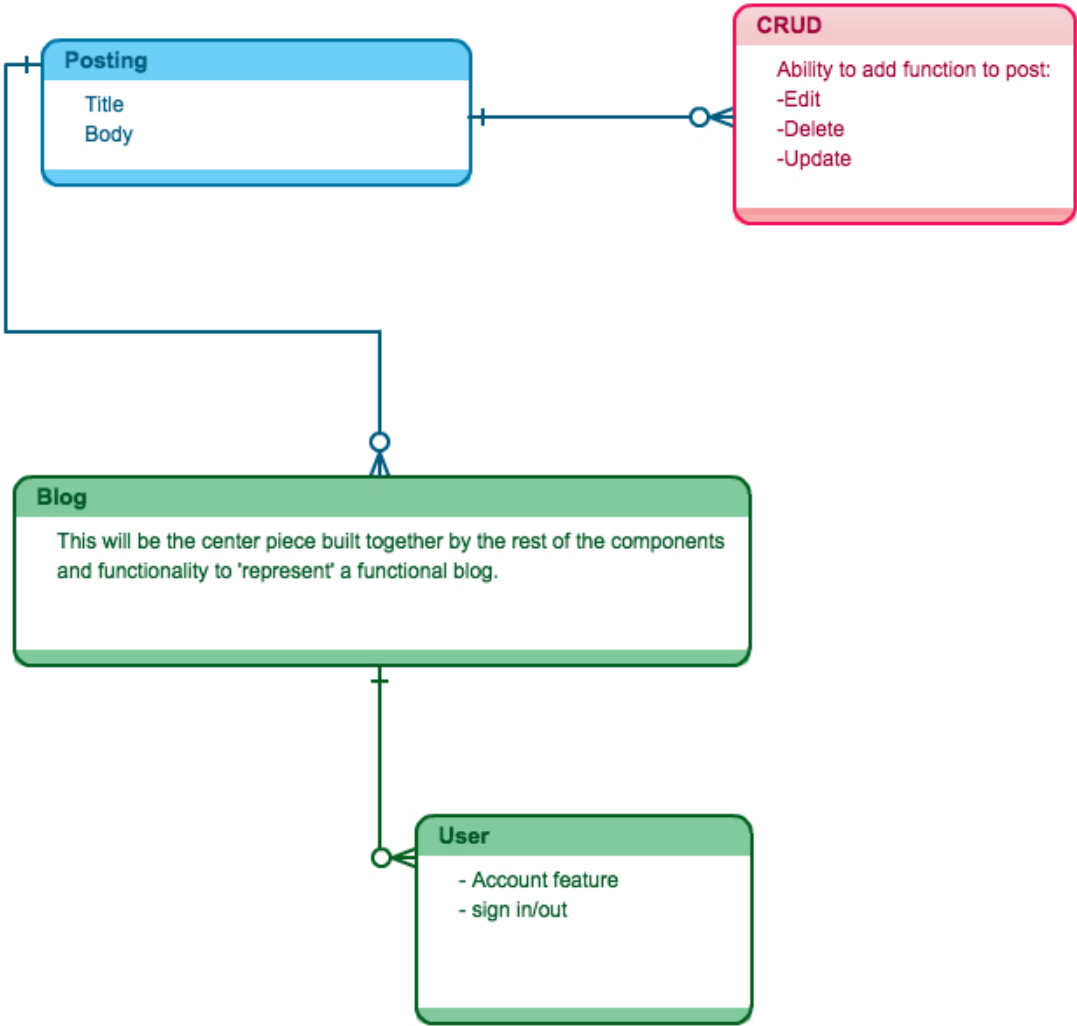 Posting
Title
Body
CRUD
Ability to add function to post:
-Edit
-Delete
-Update
Blog
This will be the center piece built together by the rest of the components
and functionality to 'represent' a functional blog.
User
- Account feature
- sign in/out